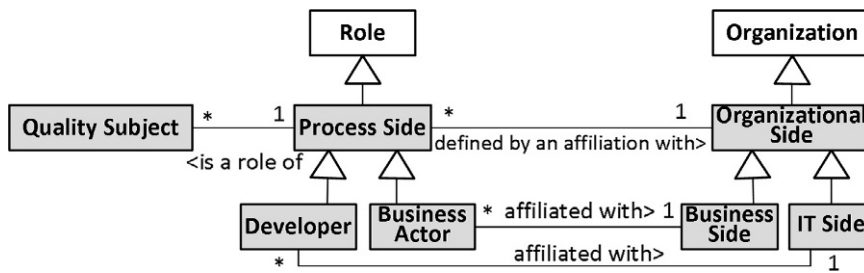 Role
Organization
* 1 * 1
Quality Subject
Process Side
Organizational
Side
<is a role of
defined by an affiliation with>
Developer
Business
Actor
* affiliated with> 1
Business
Side
IT Side
* affiliated with> 1